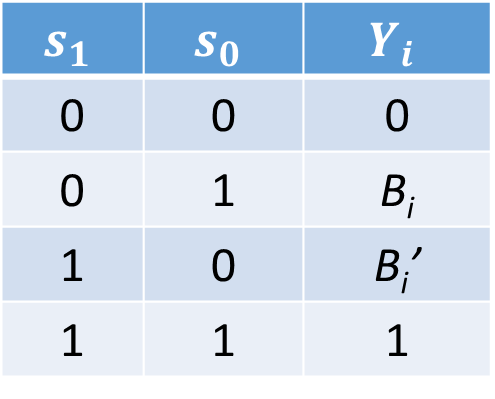 s₁ s₀ Yᵢ
0 0 0
0 1 Bᵢ
1 0 Bᵢ′
1 1 1